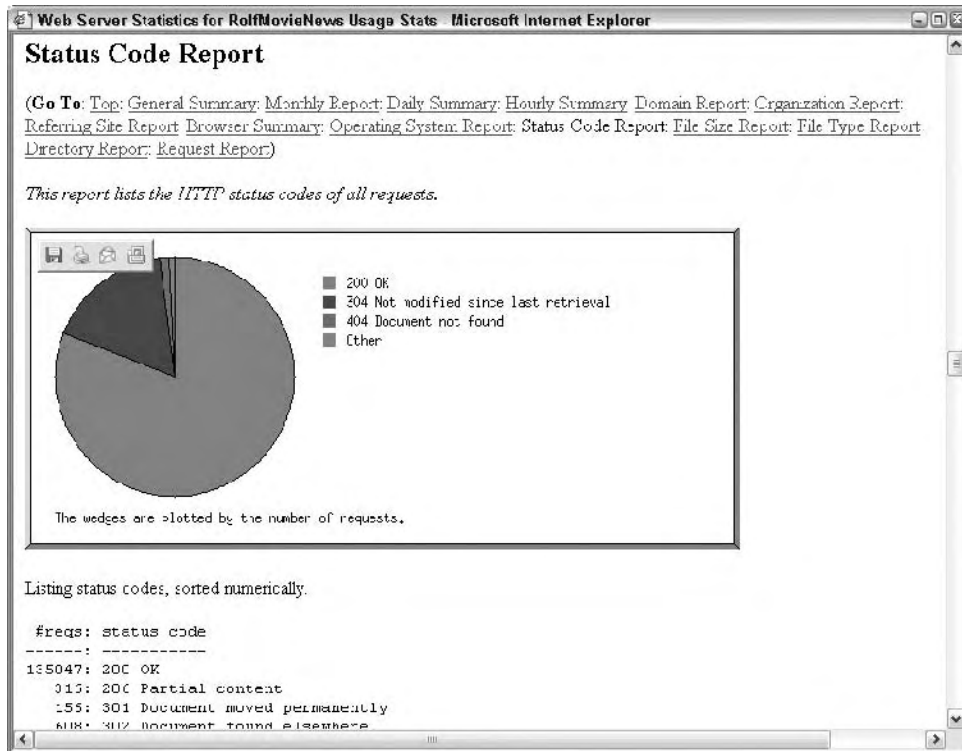 Web Server Statistics for RolfMovieNews Usage Stats - Microsoft Internet Explorer
Status Code Report
(Go To: Top: General Summary: Monthly Report: Daily Summary: Hourly Summary: Domain Report: Organization Report:
Referring Site Report: Browser Summary: Operating System Report: Status Code Report: File Size Report: File Type Report:
Directory Report: Request Report)
This report lists the HTTP status codes of all requests.
200 OK
304 Not modified since last retrieval
404 Document not found
Other
The wedges are plotted by the number of requests.
Listing status codes, sorted numerically.
#reqs: status code
------: -----------
135047: 200 OK
Partial content
301 Document moved permanently
302 Document found elsewhere